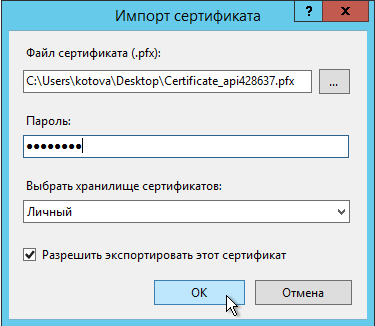 Импорт сертификата
? x
Файл сертификата (.pfx):
C:\Users\kotova\Desktop\Certificate_api428637.pfx
...
Пароль:
●●●●●●●●
Выбрать хранилище сертификатов:
Личный
Разрешить экспортировать этот сертификат
OK
Отмена